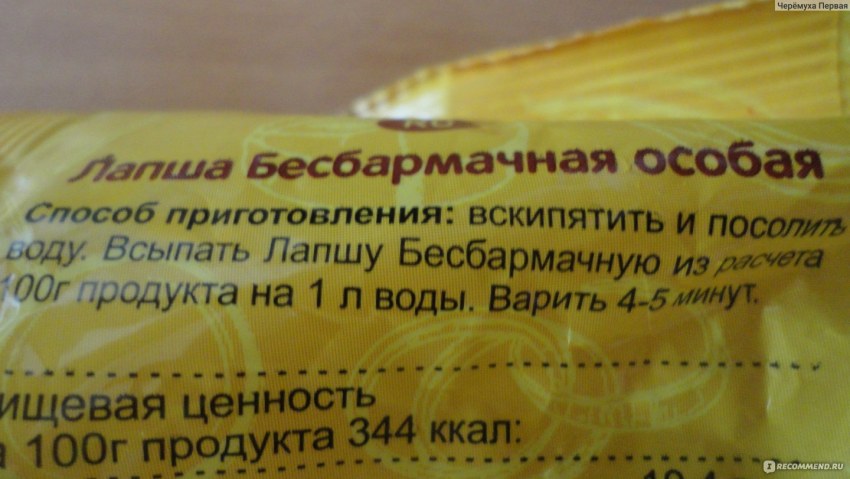 Черёмуха Первая
RU
Лапша Бесбармачная особая
Способ приготовления: вскипятить и посолить
воду. Всыпать Лапшу Бесбармачную из расчета
100г продукта на 1 л воды. Варить 4-5 минут.
ищевая ценность
а 100г продукта 344 ккал:
RECOMMEND.RU